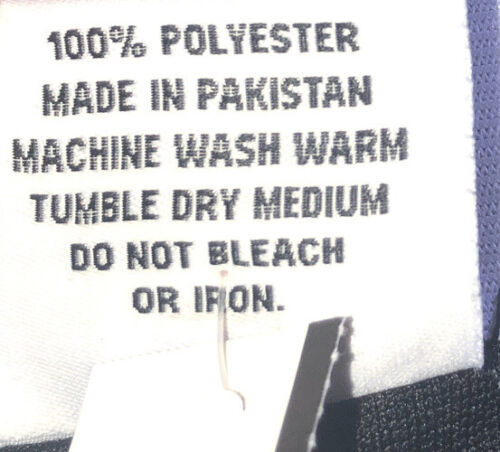 100% POLYESTER
MADE IN PAKISTAN
MACHINE WASH WARM
TUMBLE DRY MEDIUM
DO NOT BLEACH
OR IRON.